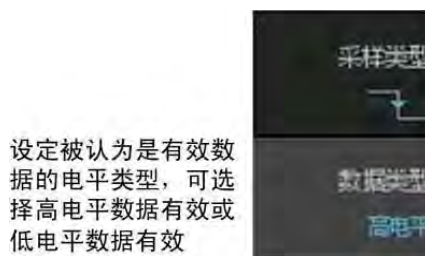 采样类型
设定被认为是有效数
据的电平类型，可选
择高电平数据有效或
低电平数据有效
数据类型
高电平